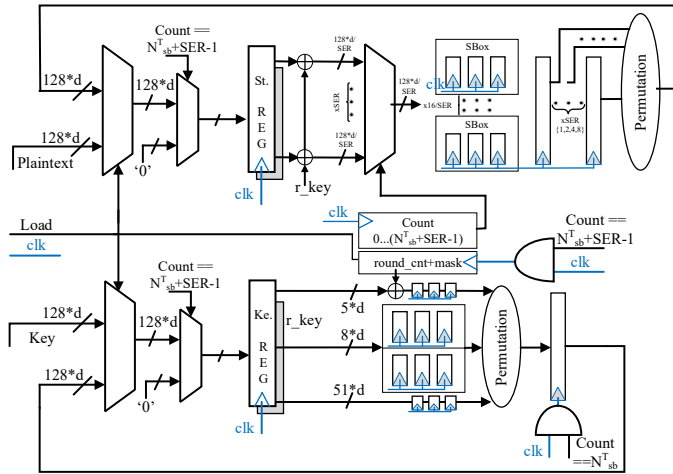 Count ==
N^T_sb+SER-1
128*d
128*d
128*d
Plaintext
‘0’
St.
R
E
G
clk
r_key
128*d/
SER
xSER
128*d/
SER
128*d/
SER
clk
x16/SER
SBox
SBox
xSER
{1,2,4,8}
Permutation
Load
clk
clk
Count
0...(N^T_sb+SER-1)
round_cnt+mask
Count ==
N^T_sb+SER-1
clk
Count ==
N^T_sb+SER-1
128*d
Key
128*d
128*d
‘0’
Ke.
R
E
G
clk
r_key
5*d
8*d
51*d
Permutation
clk
Count
==N^T_sb